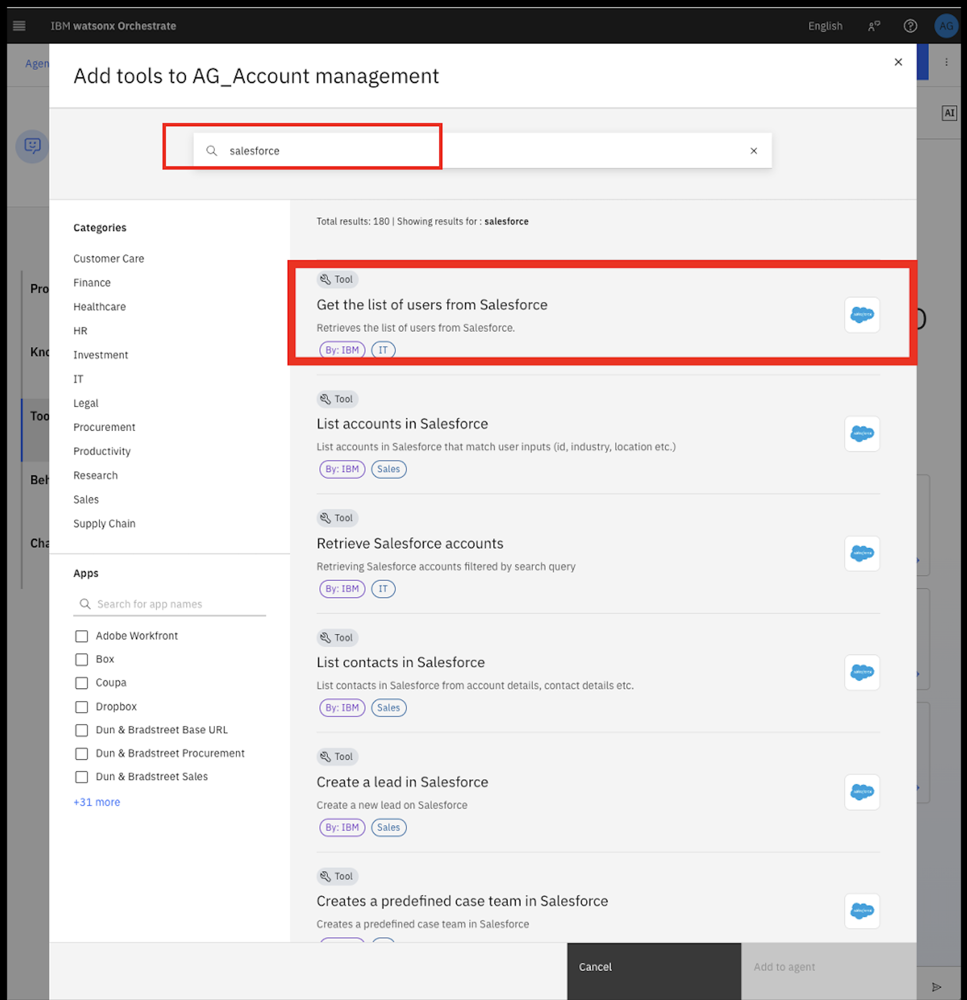 IBM watsonx Orchestrate
English
AG
Agen
Add tools to AG_Account management
AI
salesforce
Categories
Customer Care
Finance
Healthcare
HR
Investment
IT
Legal
Procurement
Productivity
Research
Sales
Supply Chain
Apps
Search for app names
Adobe Workfront
Box
Coupa
Dropbox
Dun & Bradstreet Base URL
Dun & Bradstreet Procurement
Dun & Bradstreet Sales
+31 more
Total results: 180 | Showing results for : salesforce
Tool
Get the list of users from Salesforce
Retrieves the list of users from Salesforce.
By: IBM IT
Tool
List accounts in Salesforce
List accounts in Salesforce that match user inputs (id, industry, location etc.)
By: IBM Sales
Tool
Retrieve Salesforce accounts
Retrieving Salesforce accounts filtered by search query
By: IBM IT
Tool
List contacts in Salesforce
List contacts in Salesforce from account details, contact details etc.
By: IBM Sales
Tool
Create a lead in Salesforce
Create a new lead on Salesforce
By: IBM Sales
Tool
Creates a predefined case team in Salesforce
Creates a predefined case team in Salesforce
Pro
Kno
Too
Beh
Cha
Cancel
Add to agent